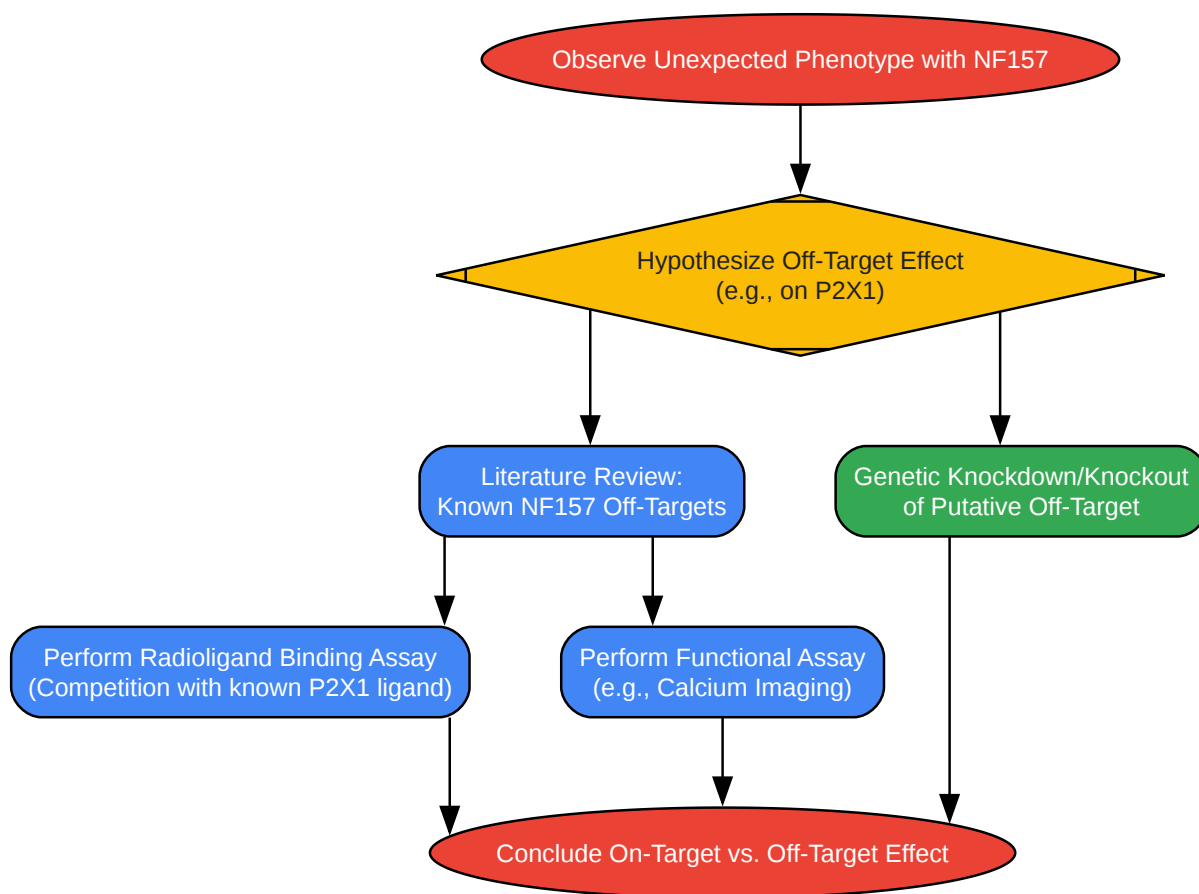 Observe Unexpected Phenotype with NF157
Hypothesize Off-Target Effect
(e.g., on P2X1)
Literature Review:
Known NF157 Off-Targets
Genetic Knockdown/Knockout
of Putative Off-Target
Perform Radioligand Binding Assay
(Competition with known P2X1 ligand)
Perform Functional Assay
(e.g., Calcium Imaging)
Conclude On-Target vs. Off-Target Effect